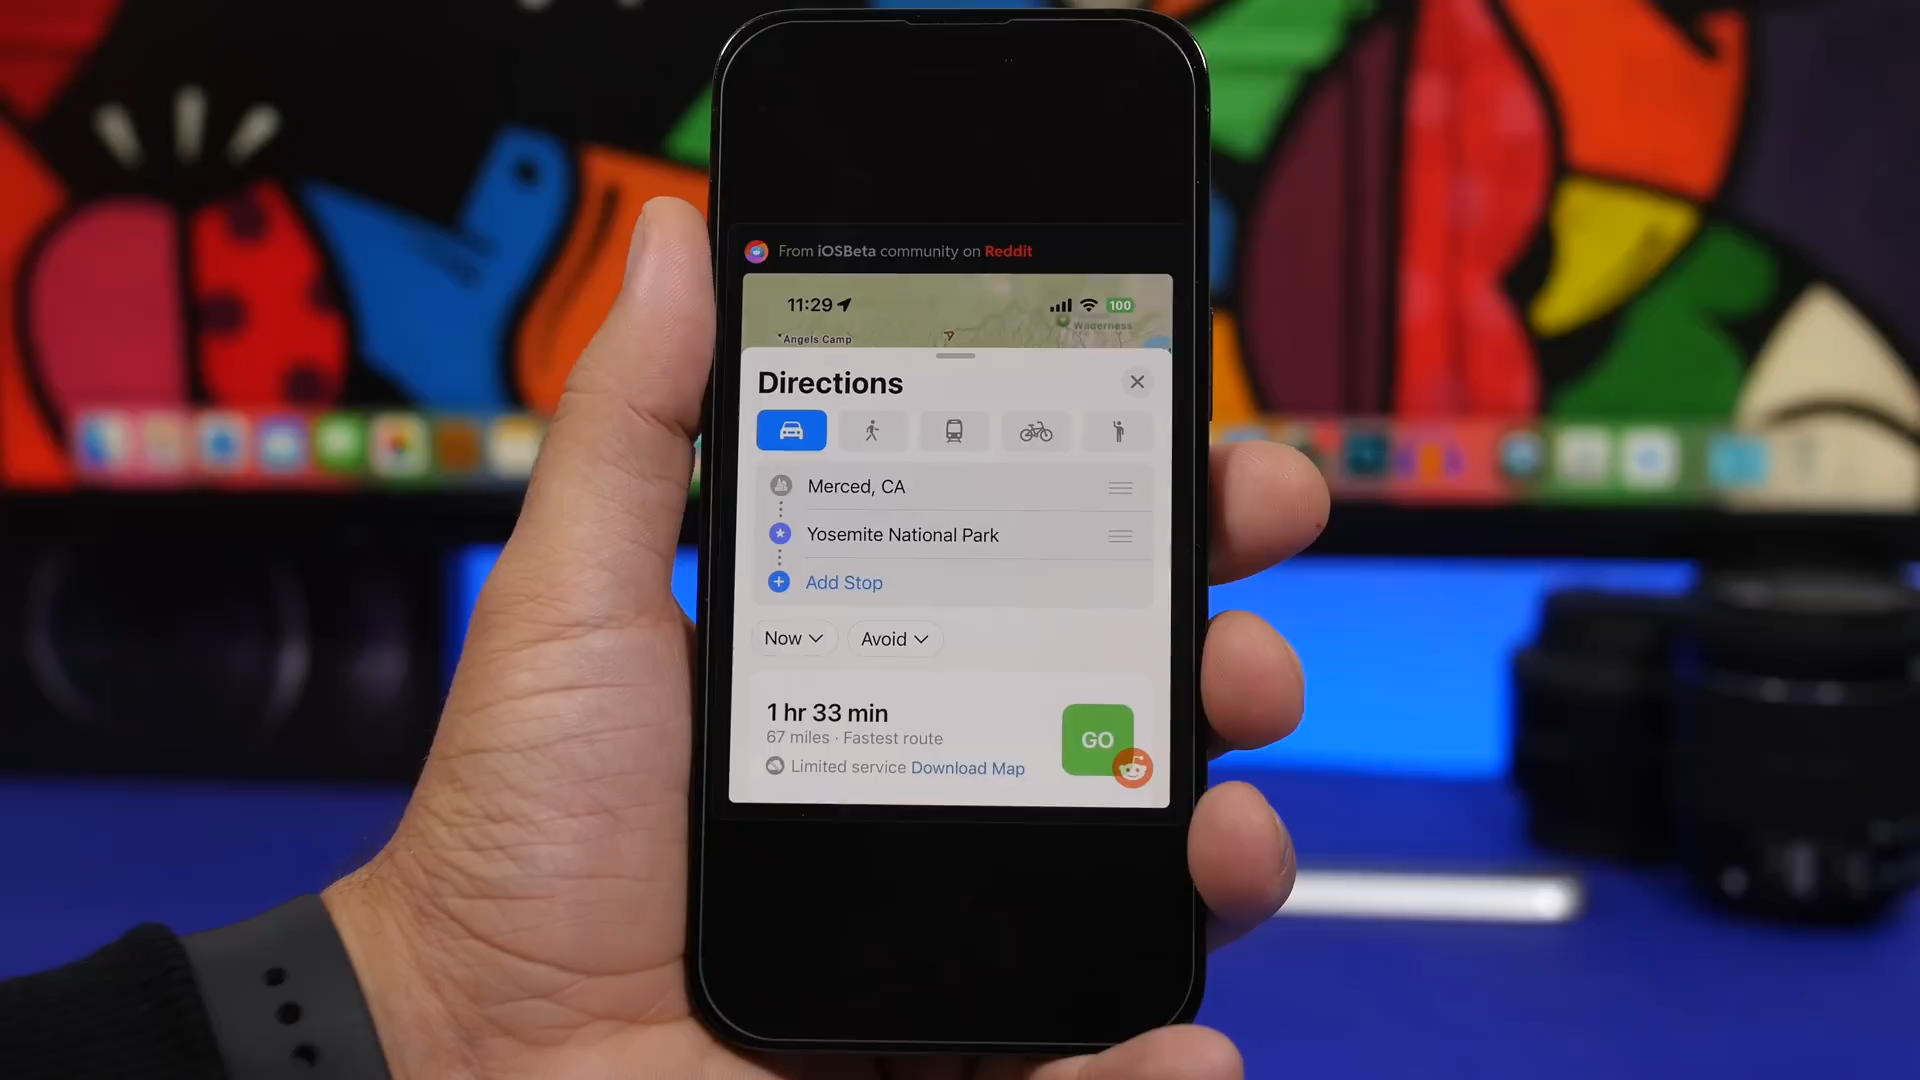 From iOSBeta community on Reddit
11:29
100
Wilderness
Angels Camp
Directions
Merced, CA
Yosemite National Park
Add Stop
Now
Avoid
1 hr 33 min
67 miles · Fastest route
GO
Limited service Download Map